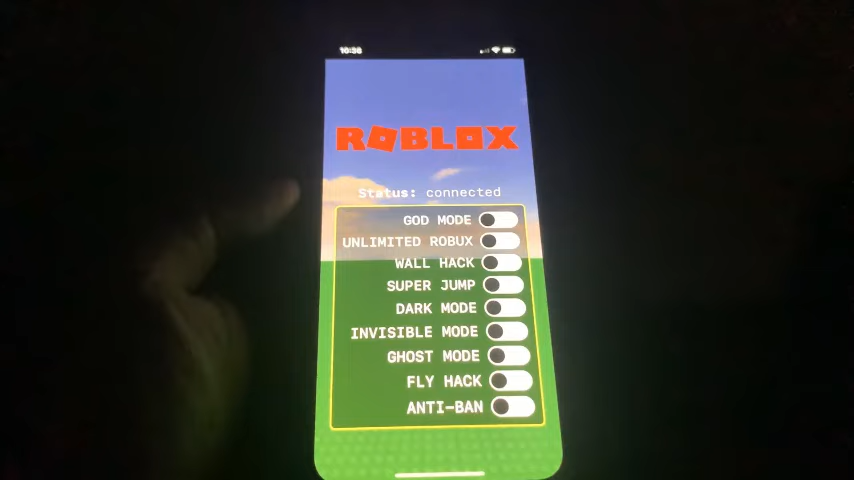 10:38
ROBLOX
Status: connected
GOD MODE
UNLIMITED ROBUX
WALL HACK
SUPER JUMP
DARK MODE
INVISIBLE MODE
GHOST MODE
FLY HACK
ANTI-BAN